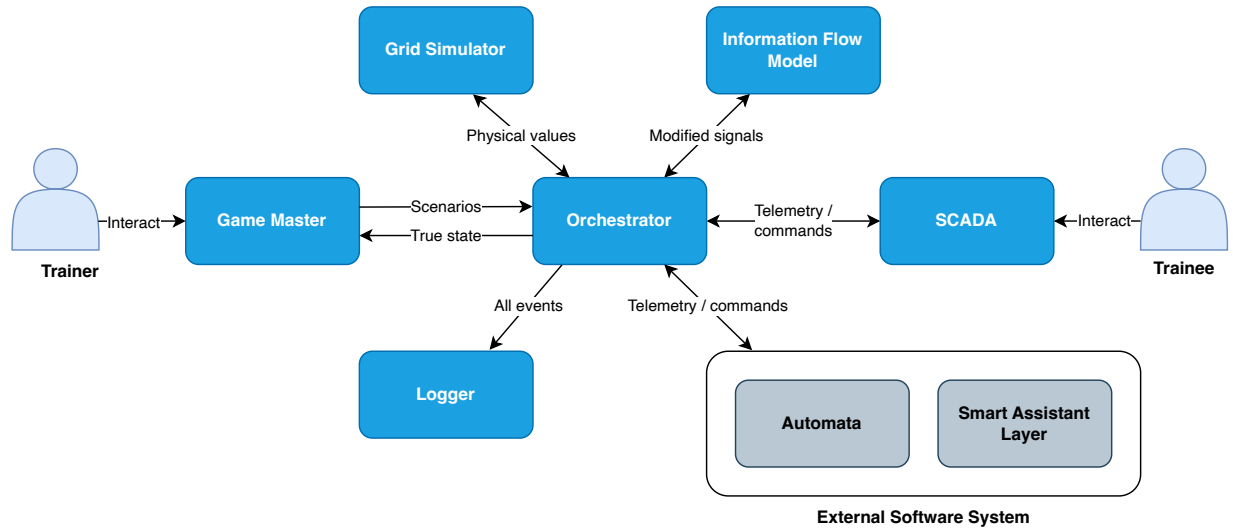 Grid Simulator
Information Flow
Model
Physical values
Modified signals
Interact
Game Master
Scenarios
True state
Orchestrator
Telemetry /
commands
SCADA
Interact
Trainer
Trainee
All events
Telemetry / commands
Logger
Automata
Smart Assistant
Layer
External Software System